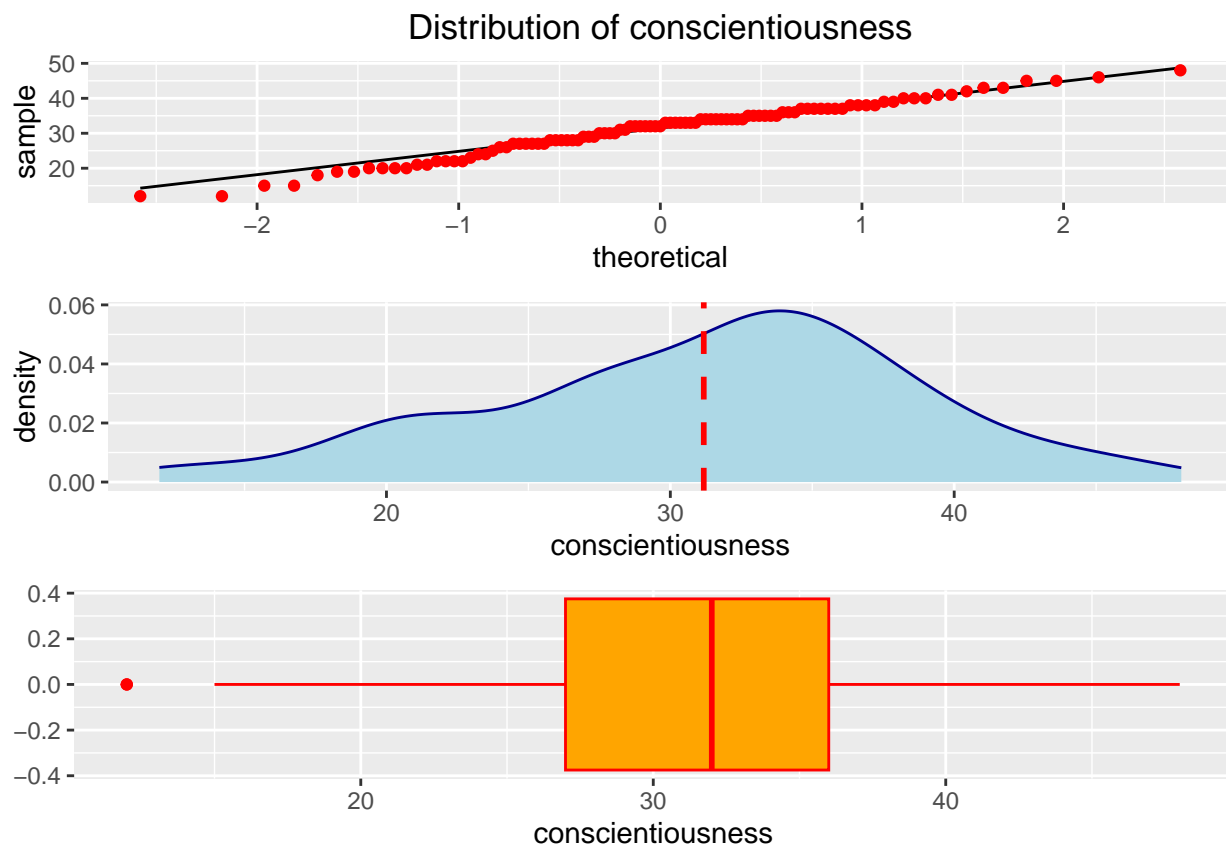 Distribution of conscientiousness
50
40
30
20
sample
−2 −1 0 1 2
theoretical
0.06
0.04
0.02
0.00
density
20 30 40
conscientiousness
0.4
0.2
0.0
−0.2
−0.4
20 30 40
conscientiousness